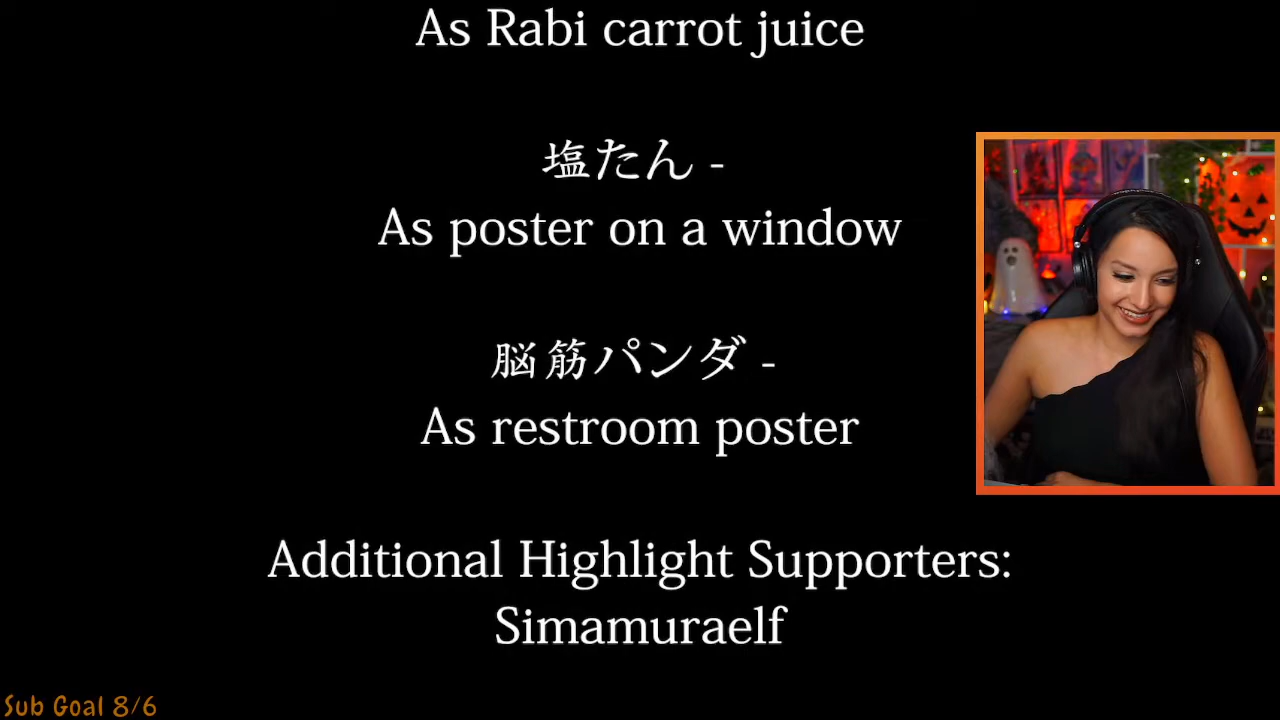 As Rabi carrot juice
塩たん -
As poster on a window
脳筋パンダ -
As restroom poster
Additional Highlight Supporters:
Simamuraelf
Sub Goal 8/6